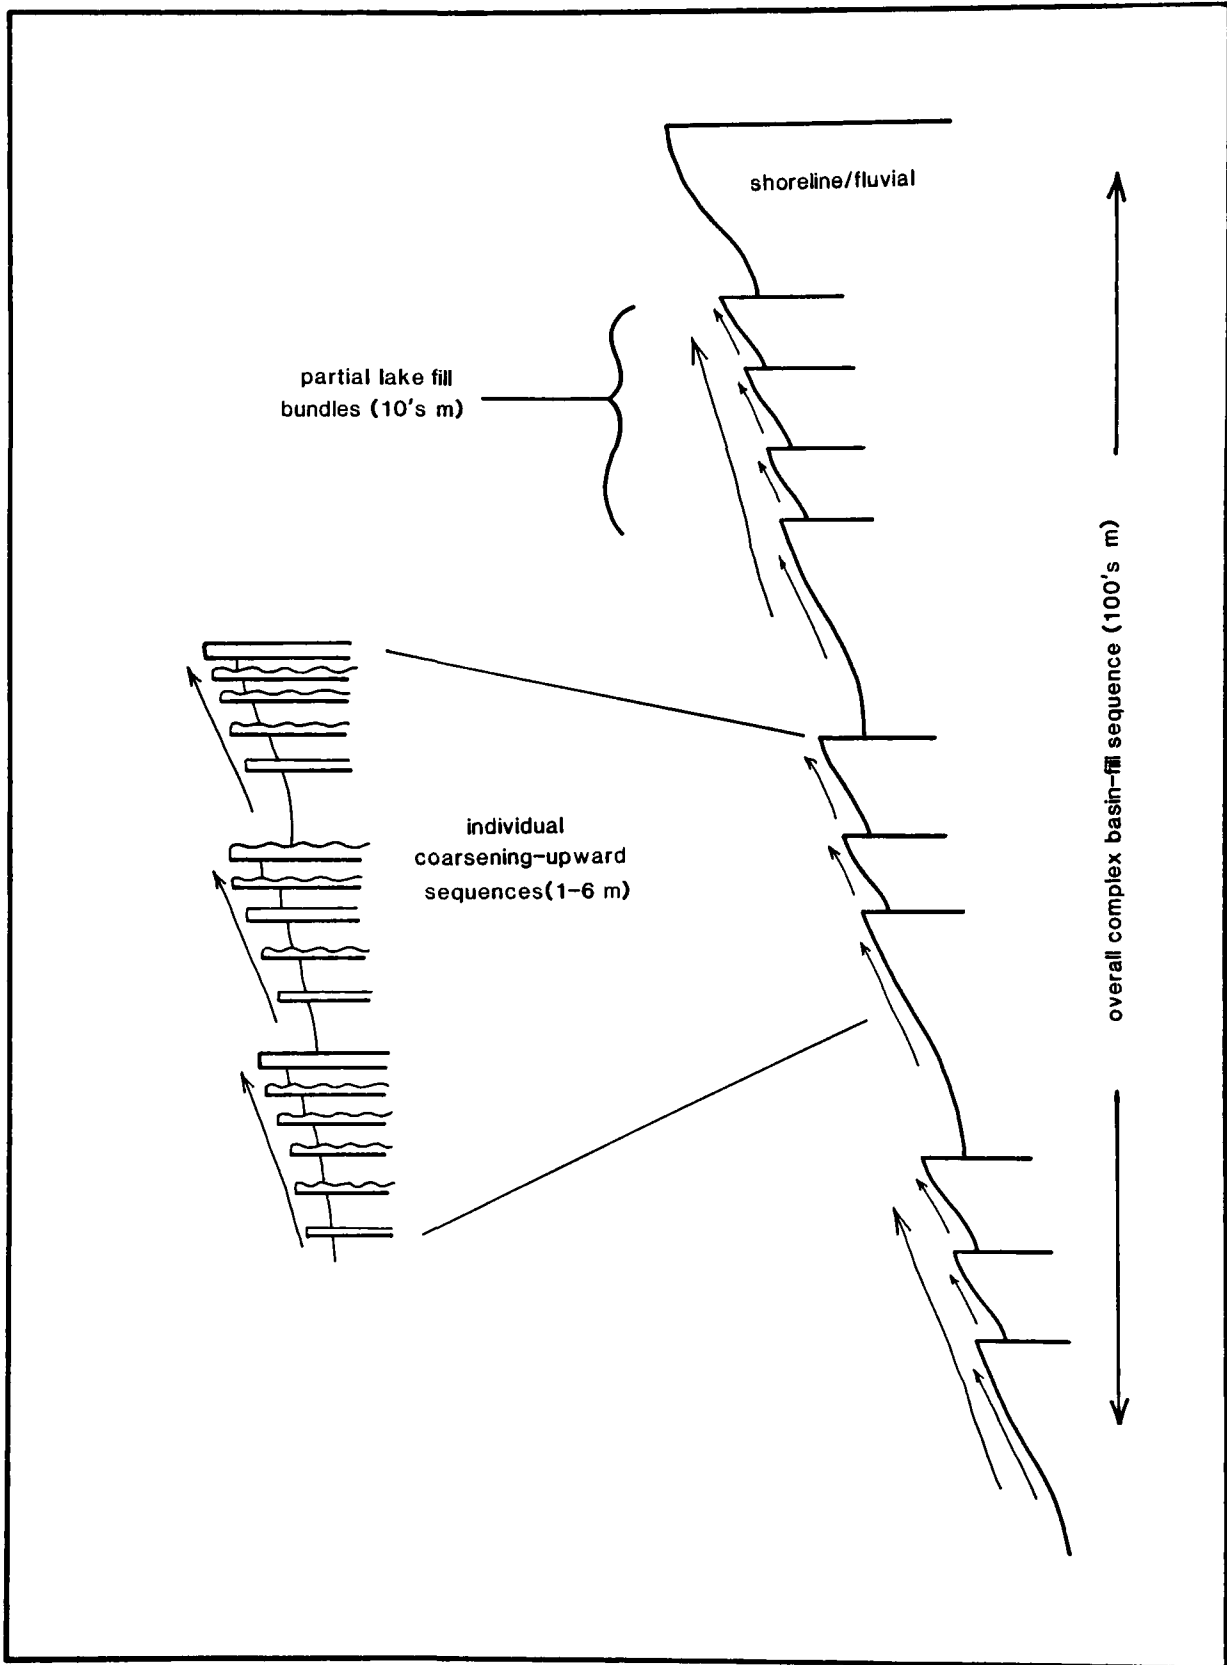 shoreline/fluvial
partial lake fill
bundles (10's m)
individual
coarsening-upward
sequences(1-6 m)
overall complex basin-fill sequence (100's m)